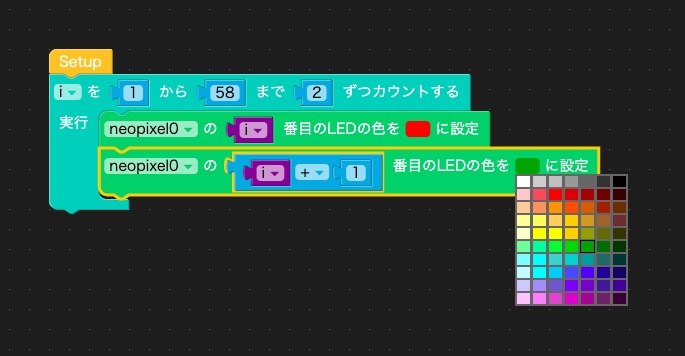 Setup
i を 1 から 58 まで 2 ずつカウントする
実行 neopixel0 の i 番目のLEDの色を に設定
neopixel0 の i + 1 番目のLEDの色を に設定